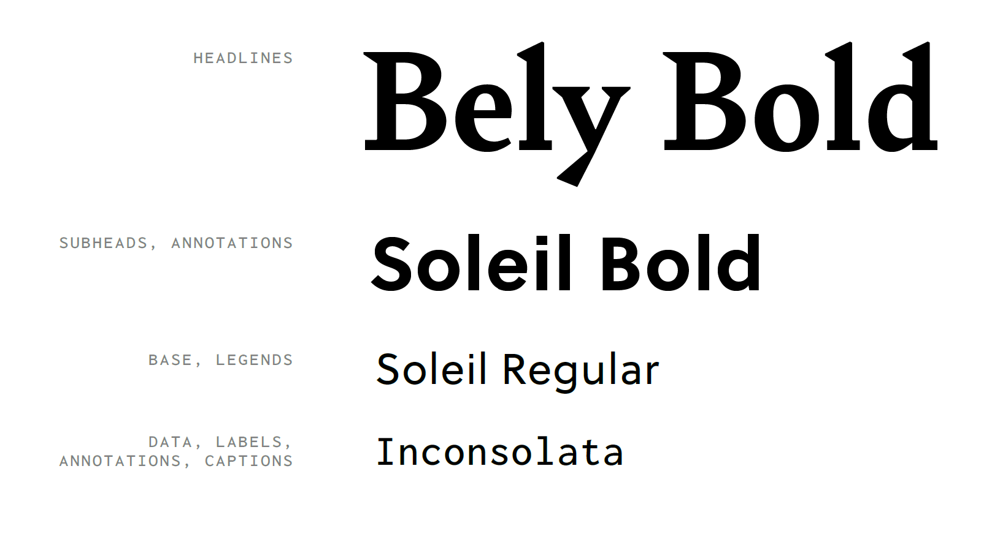 HEADLINES
Bely Bold
SUBHEADS, ANNOTATIONS
Soleil Bold
BASE, LEGENDS
Soleil Regular
DATA, LABELS,
ANNOTATIONS, CAPTIONS
Inconsolata